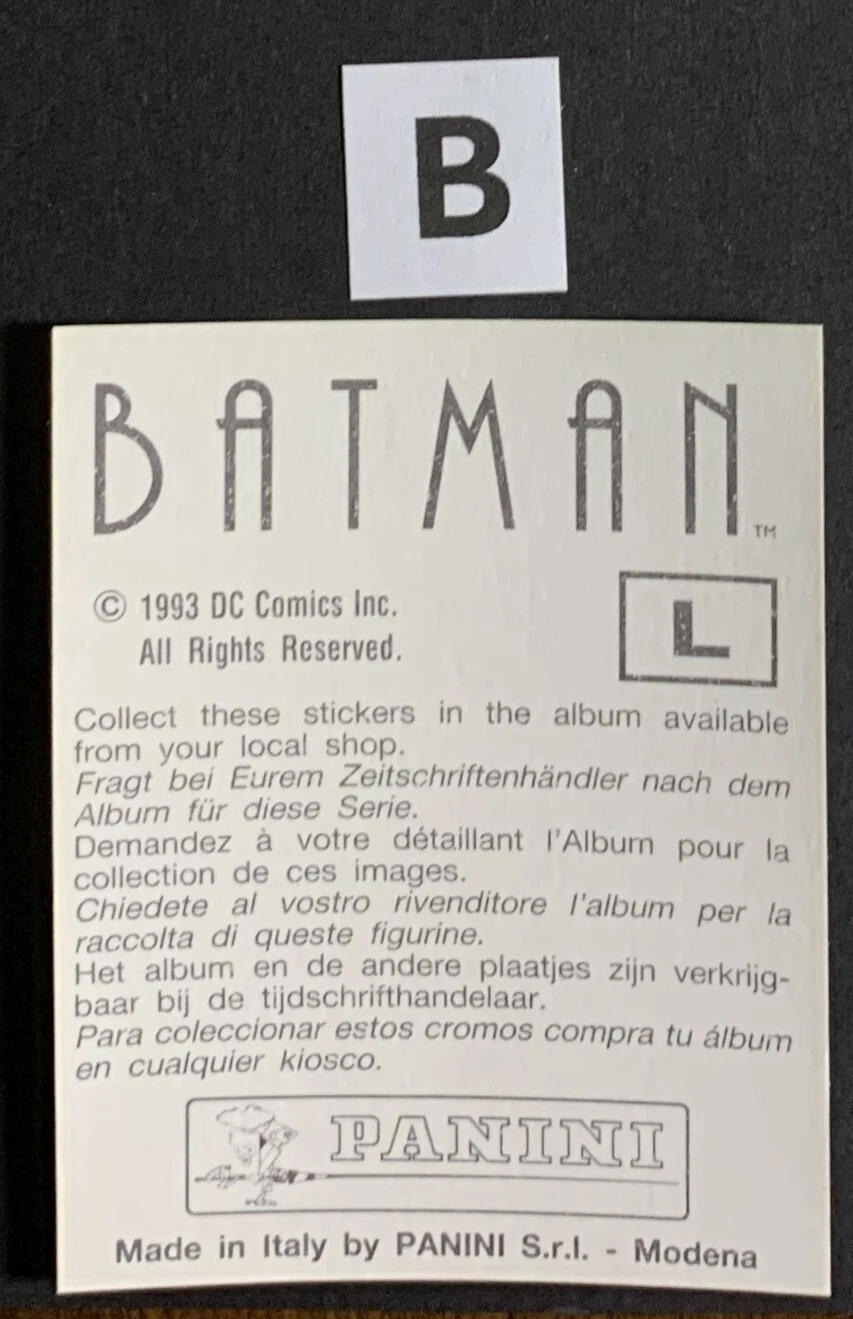 B
BATMAN™
© 1993 DC Comics Inc.
All Rights Reserved.
L
Collect these stickers in the album available
from your local shop.
Fragt bei Eurem Zeitschriftenhändler nach dem
Album für diese Serie.
Demandez à votre détaillant l'Album pour la
collection de ces images.
Chiedete al vostro rivenditore l'album per la
raccolta di queste figurine.
Het album en de andere plaatjes zijn verkrijg-
baar bij de tijdschrifthandelaar.
Para coleccionar estos cromos compra tu álbum
en cualquier kiosco.
PANINI
Made in Italy by PANINI S.r.l. - Modena